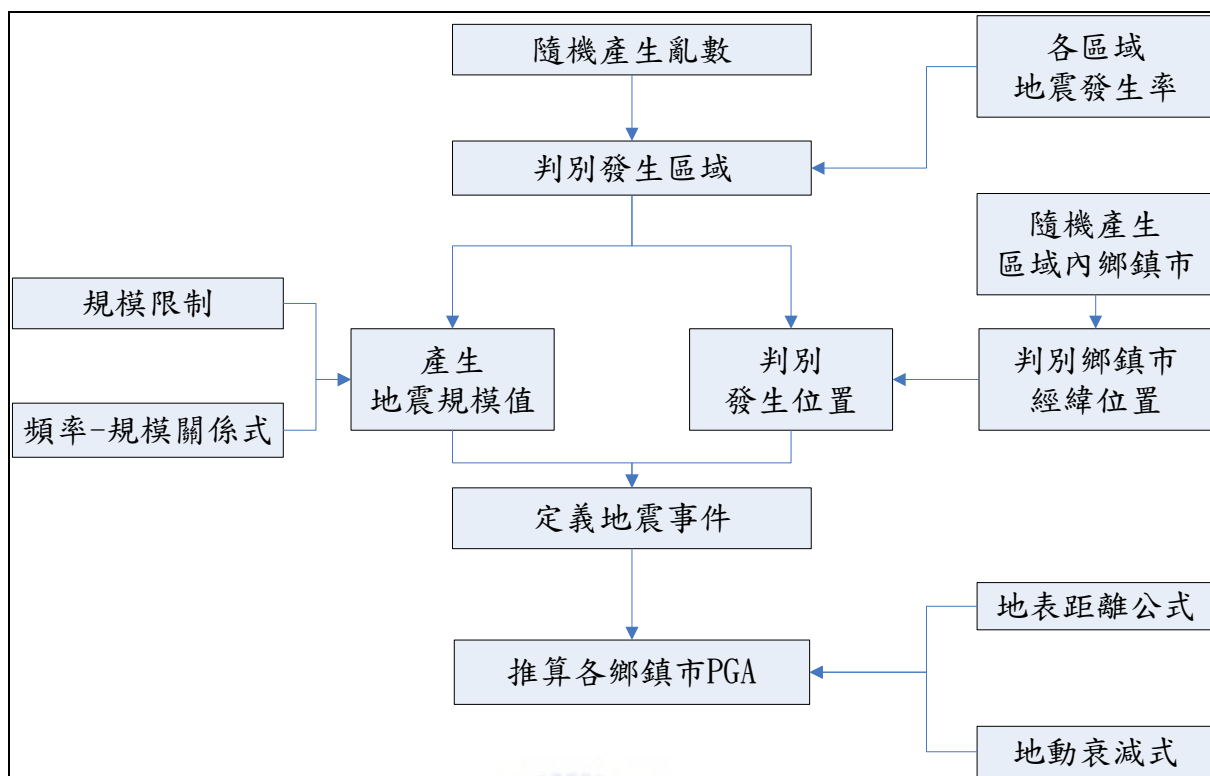 隨機產生亂數
各區域
地震發生率
判別發生區域
隨機產生
區域內鄉鎮市
規模限制
產生
地震規模值
判別
發生位置
判別鄉鎮市
經緯位置
頻率-規模關係式
定義地震事件
地表距離公式
推算各鄉鎮市PGA
地動衰減式